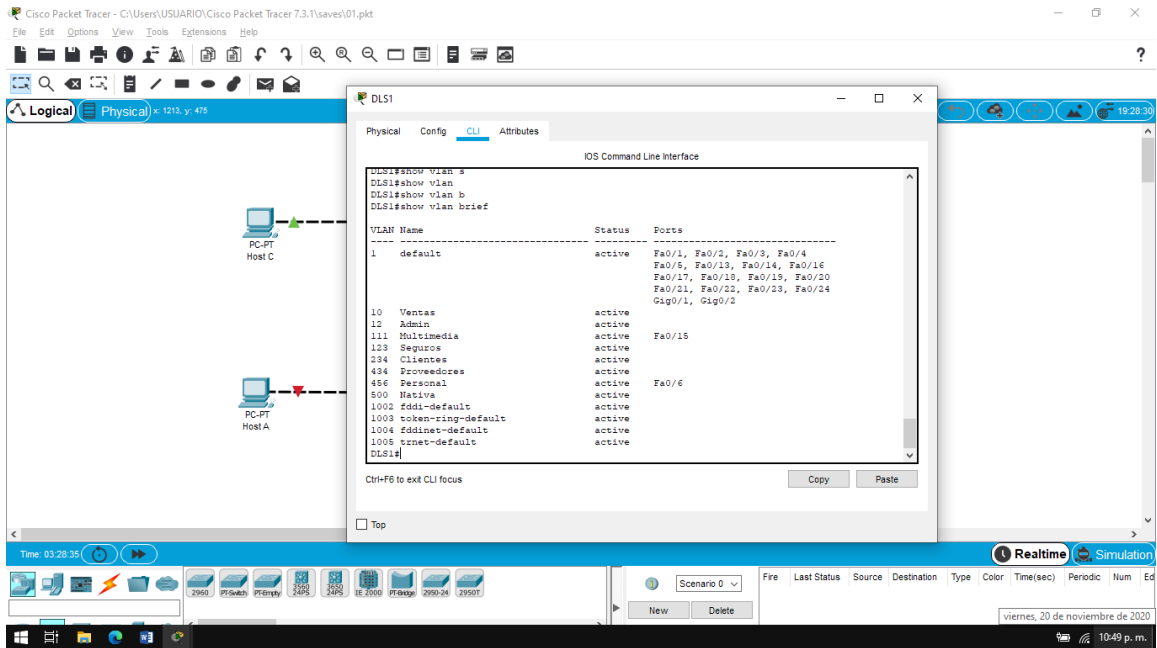 Cisco Packet Tracer - C:\Users\USUARIO\Cisco Packet Tracer 7.3.1\saves\01.pkt
File Edit Options View Tools Extensions Help
?
Logical Physical x: 1213, y: 475
19:28:30
PC-PT
Host C
PC-PT
Host A
DLS1
Physical Config CLI Attributes
IOS Command Line Interface
DLS1#show vlan s
DLS1#show vlan
DLS1#show vlan b
DLS1#show vlan brief
VLAN Name Status Ports
---- -------------------------------- --------- -------------------------------
1 default active Fa0/1, Fa0/2, Fa0/3, Fa0/4
Fa0/5, Fa0/13, Fa0/14, Fa0/16
Fa0/17, Fa0/18, Fa0/19, Fa0/20
Fa0/21, Fa0/22, Fa0/23, Fa0/24
Gig0/1, Gig0/2
10 Ventas active
12 Admin active
111 Multimedia active Fa0/15
123 Seguros active
234 Clientes active
434 Proveedores active
456 Personal active Fa0/6
500 Nativa active
1002 fddi-default active
1003 token-ring-default active
1004 fddinet-default active
1005 trnet-default active
DLS1#
Ctrl+F6 to exit CLI focus
Copy Paste
Top
Time: 03:28:35
Realtime Simulation
2960 PT-Switch PT-Empty 3560 24PS 3650 24PS IE 2000 PT-Bridge 2950-24 2950T
Scenario 0
New Delete
Fire Last Status Source Destination Type Color Time(sec) Periodic Num Ed
viernes, 20 de noviembre de 2020
10:49 p. m.